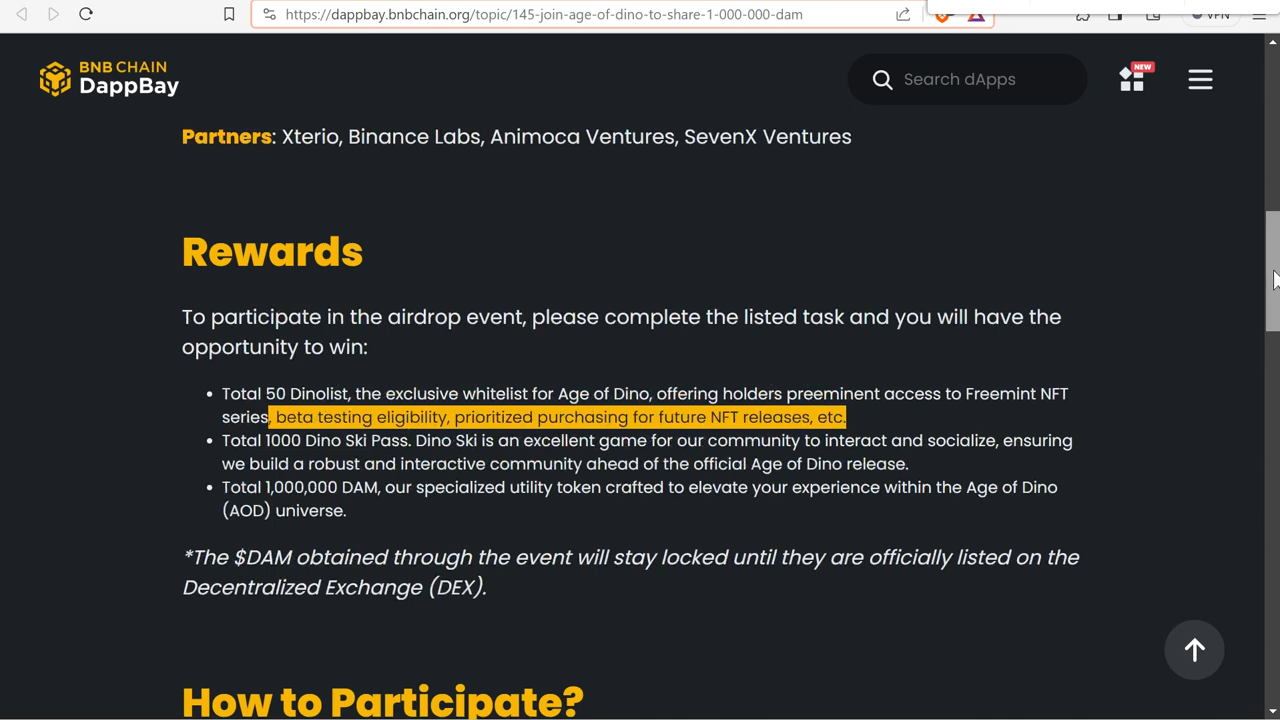 https://dappbay.bnbchain.org/topic/145-join-age-of-dino-to-share-1-000-000-dam
VPN
BNB CHAIN
DappBay
Search dApps
NEW
Partners: Xterio, Binance Labs, Animoca Ventures, SevenX Ventures
Rewards
To participate in the airdrop event, please complete the listed task and you will have the
opportunity to win:
• Total 50 Dinolist, the exclusive whitelist for Age of Dino, offering holders preeminent access to Freemint NFT
series, beta testing eligibility, prioritized purchasing for future NFT releases, etc.
• Total 1000 Dino Ski Pass. Dino Ski is an excellent game for our community to interact and socialize, ensuring
we build a robust and interactive community ahead of the official Age of Dino release.
• Total 1,000,000 DAM, our specialized utility token crafted to elevate your experience within the Age of Dino
(AOD) universe.
*The $DAM obtained through the event will stay locked until they are officially listed on the
Decentralized Exchange (DEX).
How to Participate?